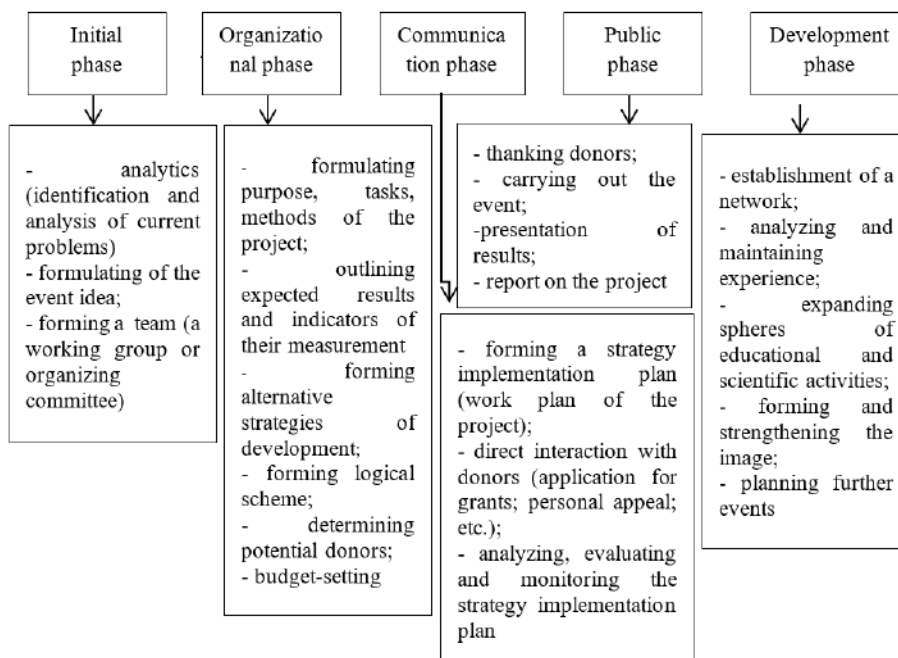 Initial
phase
Organizatio
nal phase
Communica
tion phase
Public
phase
Development
phase
- analytics
(identification and
analysis of current
problems)
- formulating of the
event idea;
- forming a team (a
working group or
organizing
committee)
- formulating
purpose, tasks,
methods of the
project;
- outlining
expected results
and indicators of
their measurement
- forming
alternative
strategies of
development;
- forming logical
scheme;
- determining
potential donors;
- budget-setting
- thanking donors;
- carrying out the
event;
-presentation of
results;
- report on the project
- forming a strategy
implementation plan
(work plan of the
project);
- direct interaction with
donors (application for
grants; personal appeal;
etc.);
- analyzing, evaluating
and monitoring the
strategy implementation
plan
- establishment of a
network;
- analyzing and
maintaining
experience;
- expanding
spheres of
educational and
scientific activities;
- forming and
strengthening the
image;
- planning further
events